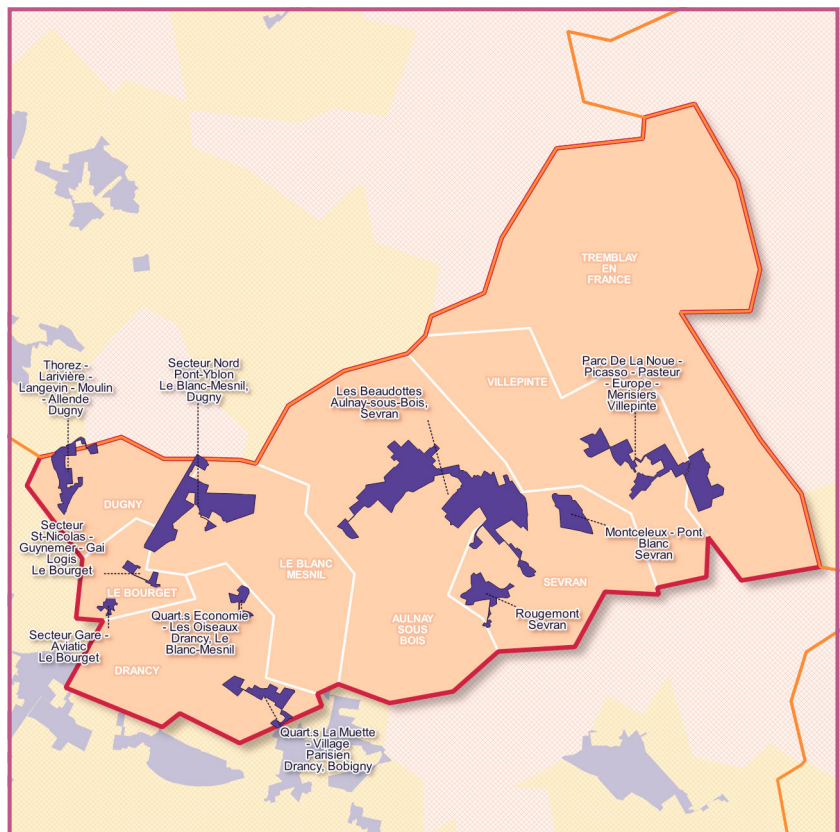 TREMBLAY
EN
FRANCE
Thorez -
Larivière -
Langevin - Moulin
- Allende
Dugny
Secteur Nord
Pont-Yblon
Le Blanc-Mesnil,
Dugny
Les Beaudottes
Aulnay-sous-Bois,
Sevran
VILLEPINTE
Parc De La Noue -
Picasso - Pasteur
- Europe -
Merisiers
Villepinte
DUGNY
Secteur
St-Nicolas -
Guynemer - Gai
Logis
Le Bourget
LE BLANC
MESNIL
Montceleux - Pont
Blanc
Sevran
SEVRAN
LE BOURGET
Quart.s Economie
- Les Oiseaux
Drancy, Le
Blanc-Mesnil
AULNAY
SOUS
BOIS
Rougemont
Sevran
Secteur Gare -
Aviatic
Le Bourget
DRANCY
Quart.s La Muette
- Village
Parisien
Drancy, Bobigny